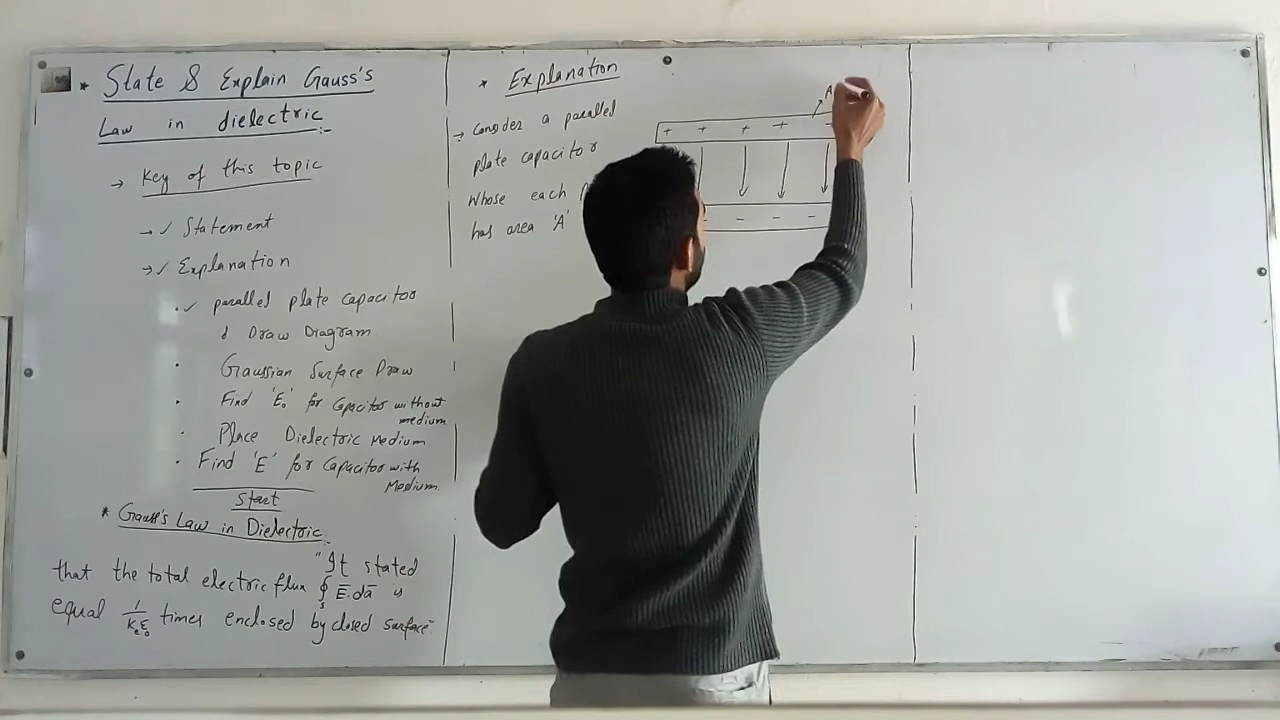 * State & Explain Gauss's
Law in dielectric :-
→ Key of this topic
→ ✓ Statement
→ ✓ Explanation
• ✓ parallel plate Capacitor
& Draw Diagram
• Gaussian Surface Draw
• Find 'E₀' for Capacitor without
medium
• Place Dielectric Medium
• Find 'E' for Capacitor with
Medium
Start
* Gauss's Law in Dielectric
"It stated
that the total electric flux ∮s E̅.da̅ is
equal 1/Kₑε₀ times enclosed by closed surface"
* Explanation
→ Consider a parallel
plate capacitor
Whose each
has area 'A'
A
+ + + + +
- - -